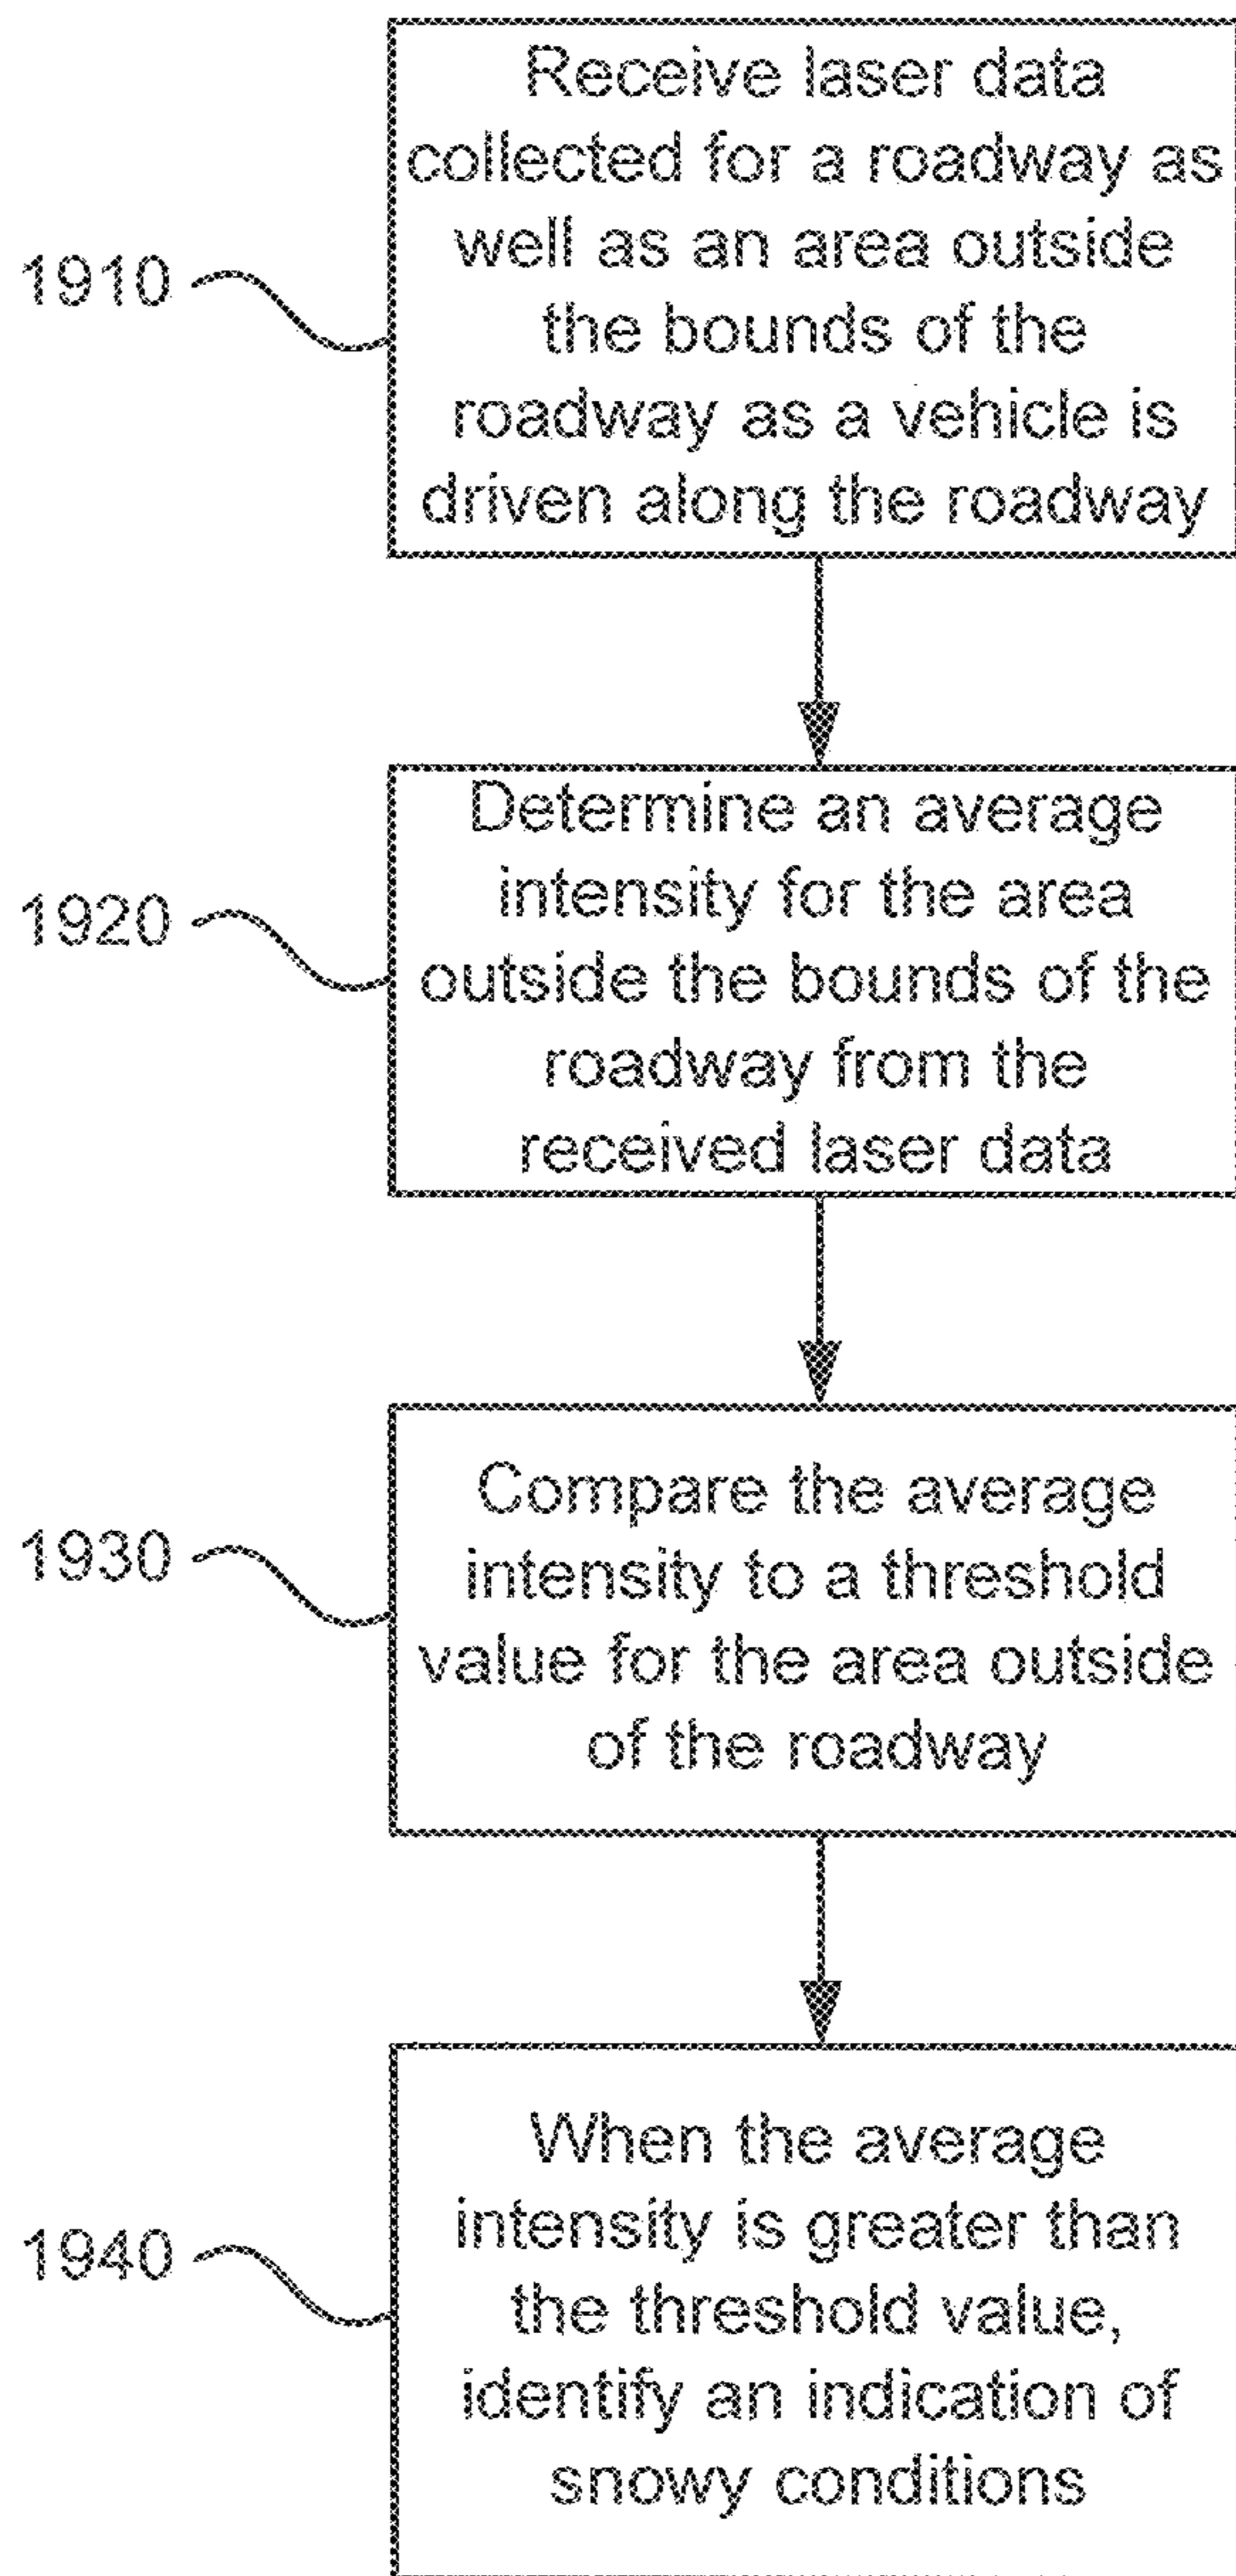 Receive laser data
collected for a roadway as
well as an area outside
the bounds of the
roadway as a vehicle is
driven along the roadway
1910
Determine an average
intensity for the area
outside the bounds of the
roadway from the
received laser data
1920
Compare the average
intensity to a threshold
value for the area outside
of the roadway
1930
When the average
intensity is greater than
the threshold value,
identify an indication of
snowy conditions
1940